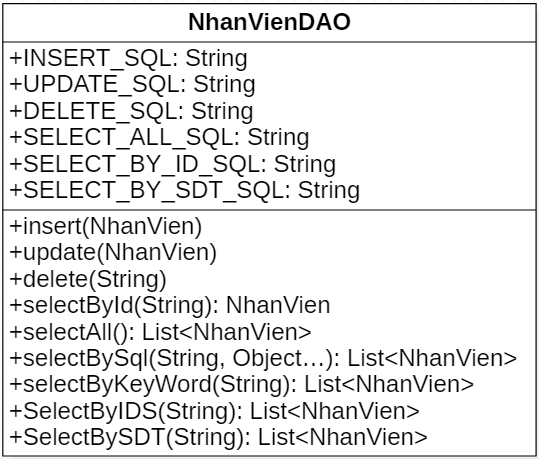 NhanVienDAO
+INSERT_SQL: String
+UPDATE_SQL: String
+DELETE_SQL: String
+SELECT_ALL_SQL: String
+SELECT_BY_ID_SQL: String
+SELECT_BY_SDT_SQL: String
+insert(NhanVien)
+update(NhanVien)
+delete(String)
+selectById(String): NhanVien
+selectAll(): List<NhanVien>
+selectBySql(String, Object…): List<NhanVien>
+selectByKeyWord(String): List<NhanVien>
+SelectByIDS(String): List<NhanVien>
+SelectBySDT(String): List<NhanVien>